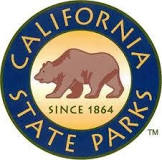 CALIFORNIA
SINCE 1864
STATE PARKS
TM